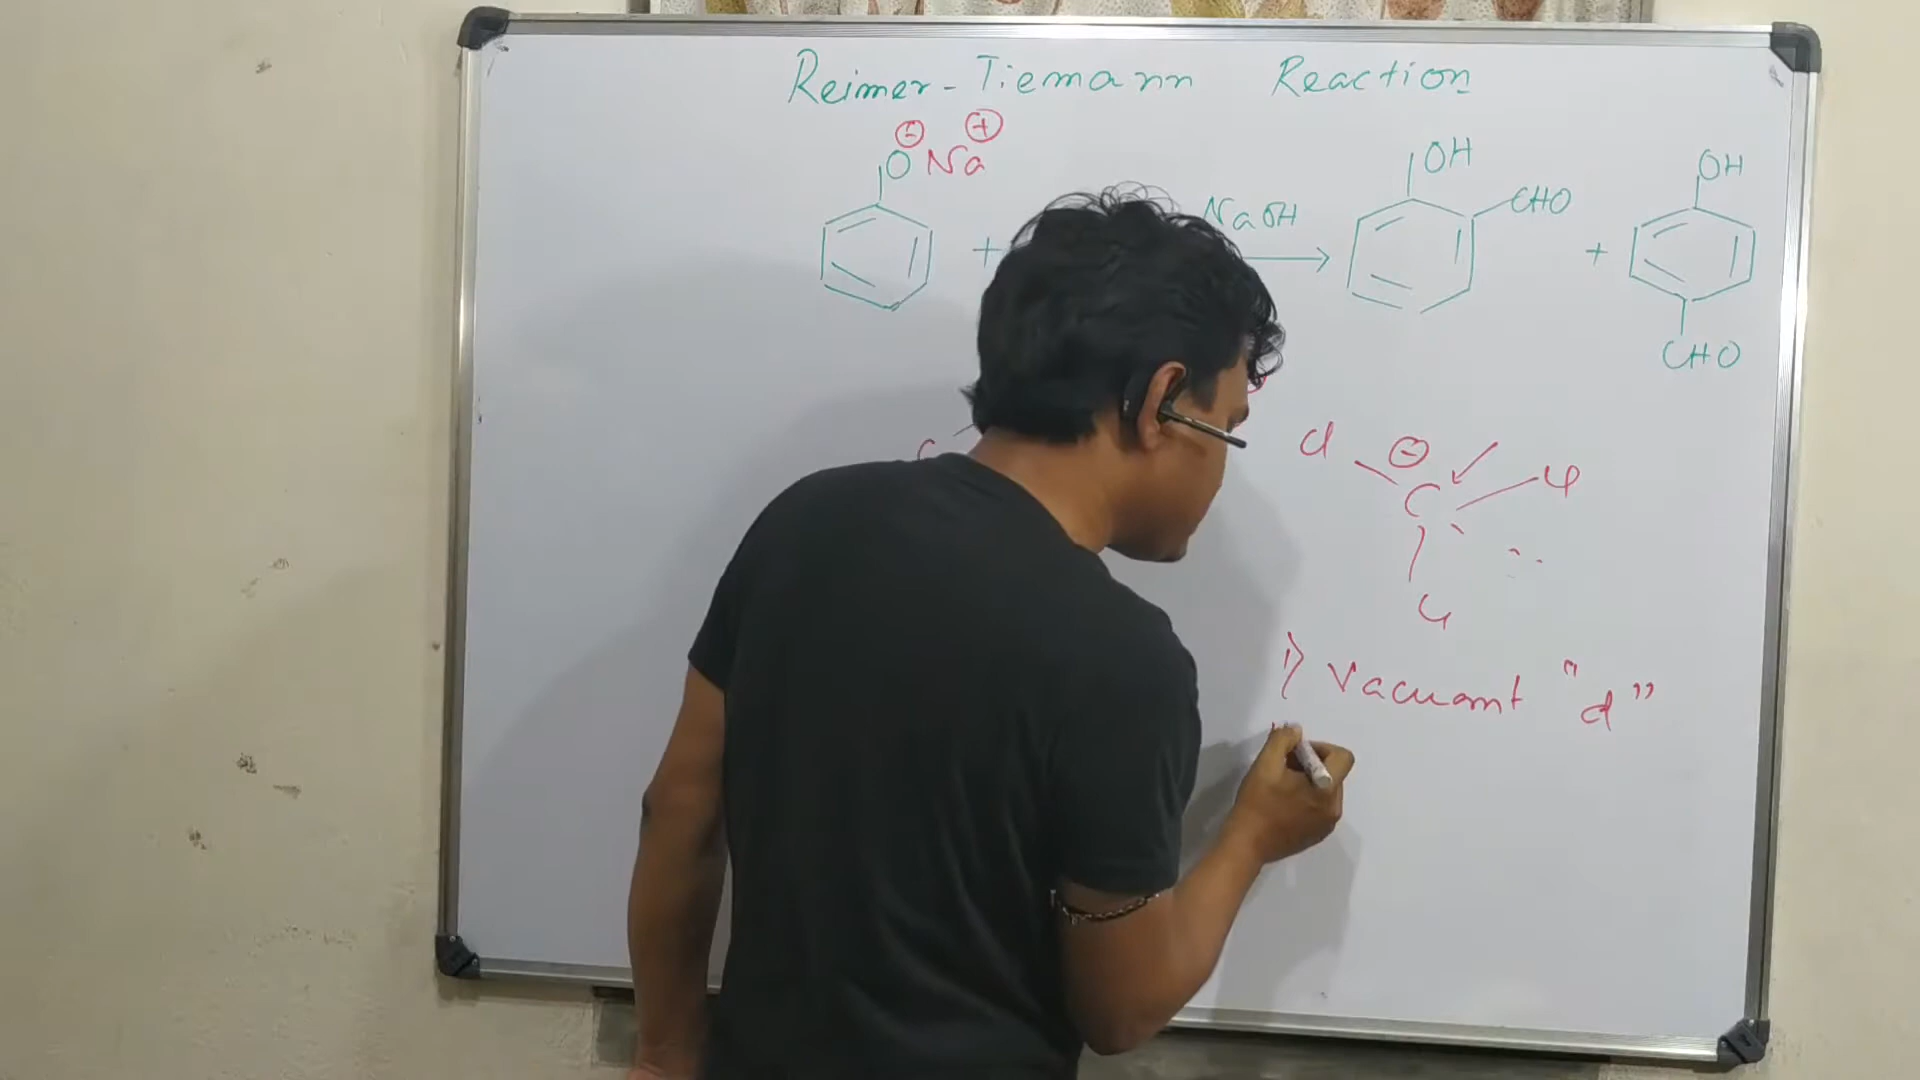 Reimer-Tiemann Reaction
⊖ ⊕
O Na
+
NaOH
OH
CHO
+
OH
CHO
Cl ⊖
C
Cl
Cl
1) Vacuant "d"